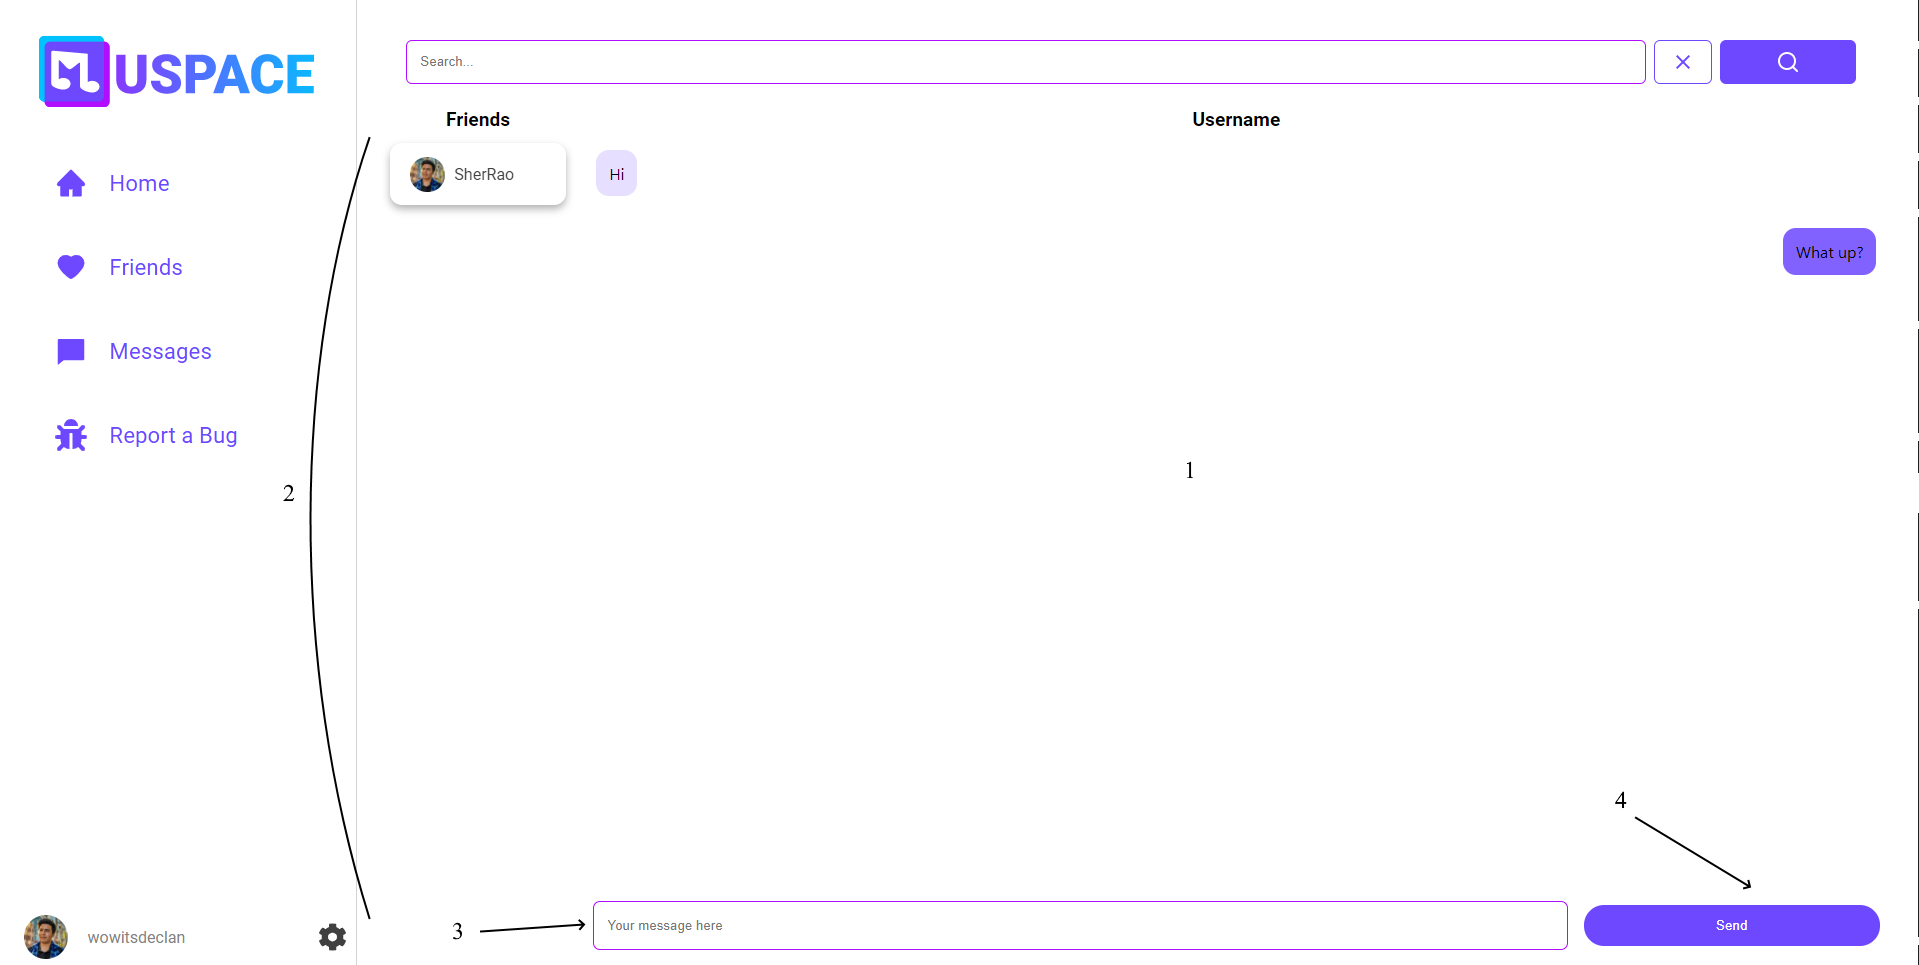 MUSPACE
Search...
Friends
Username
Home
SherRao
Hi
What up?
Friends
Messages
Report a Bug
1
2
4
3
Your message here
Send
wowitsdeclan